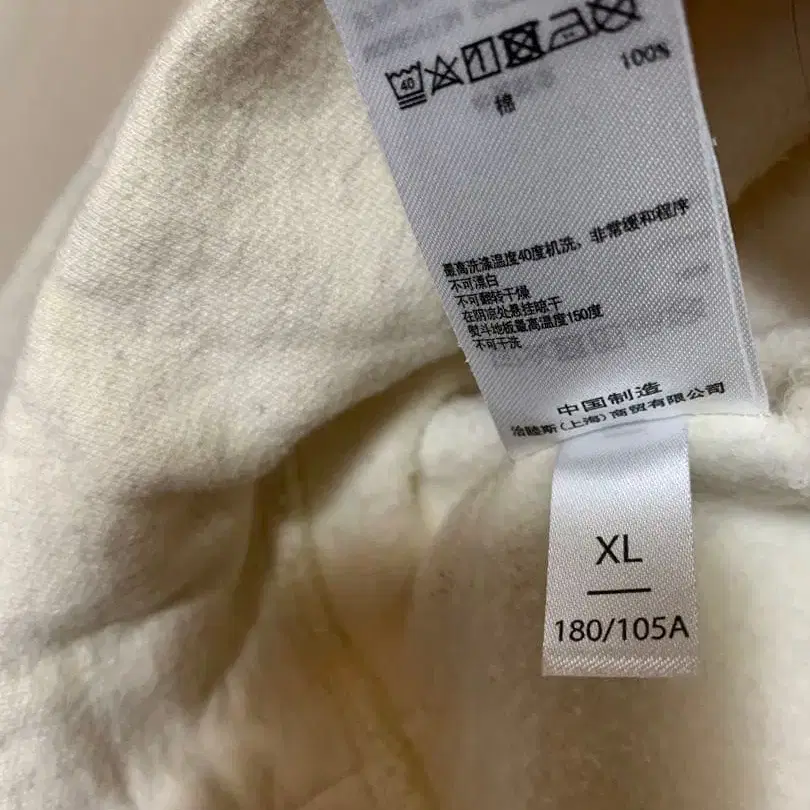 40
100%
棉
最高洗涤温度40度机洗，非常缓和程序
不可漂白
不可翻转干燥
在阴凉处悬挂晾干
熨斗地板最高温度150度
不可干洗
中国制造
洽睦斯(上海)商贸有限公司
XL
180/105A